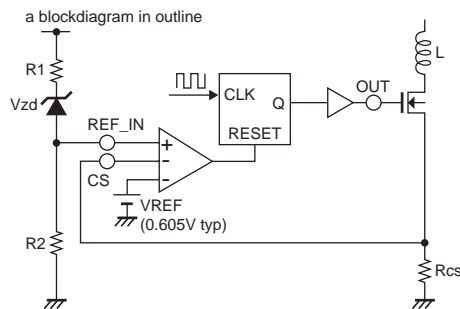 a blockdiagram in outline
R1
Vzd
REF_IN
CS
R2
+
−
−
VREF
(0.605V typ)
CLK
Q
RESET
OUT
L
Rcs